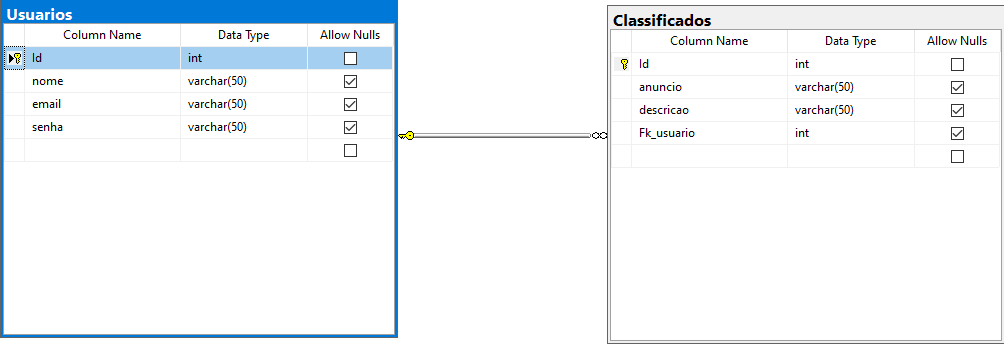 Usuarios
Column Name Data Type Allow Nulls
Id int
nome varchar(50)
email varchar(50)
senha varchar(50)
Classificados
Column Name Data Type Allow Nulls
Id int
anuncio varchar(50)
descricao varchar(50)
Fk_usuario int